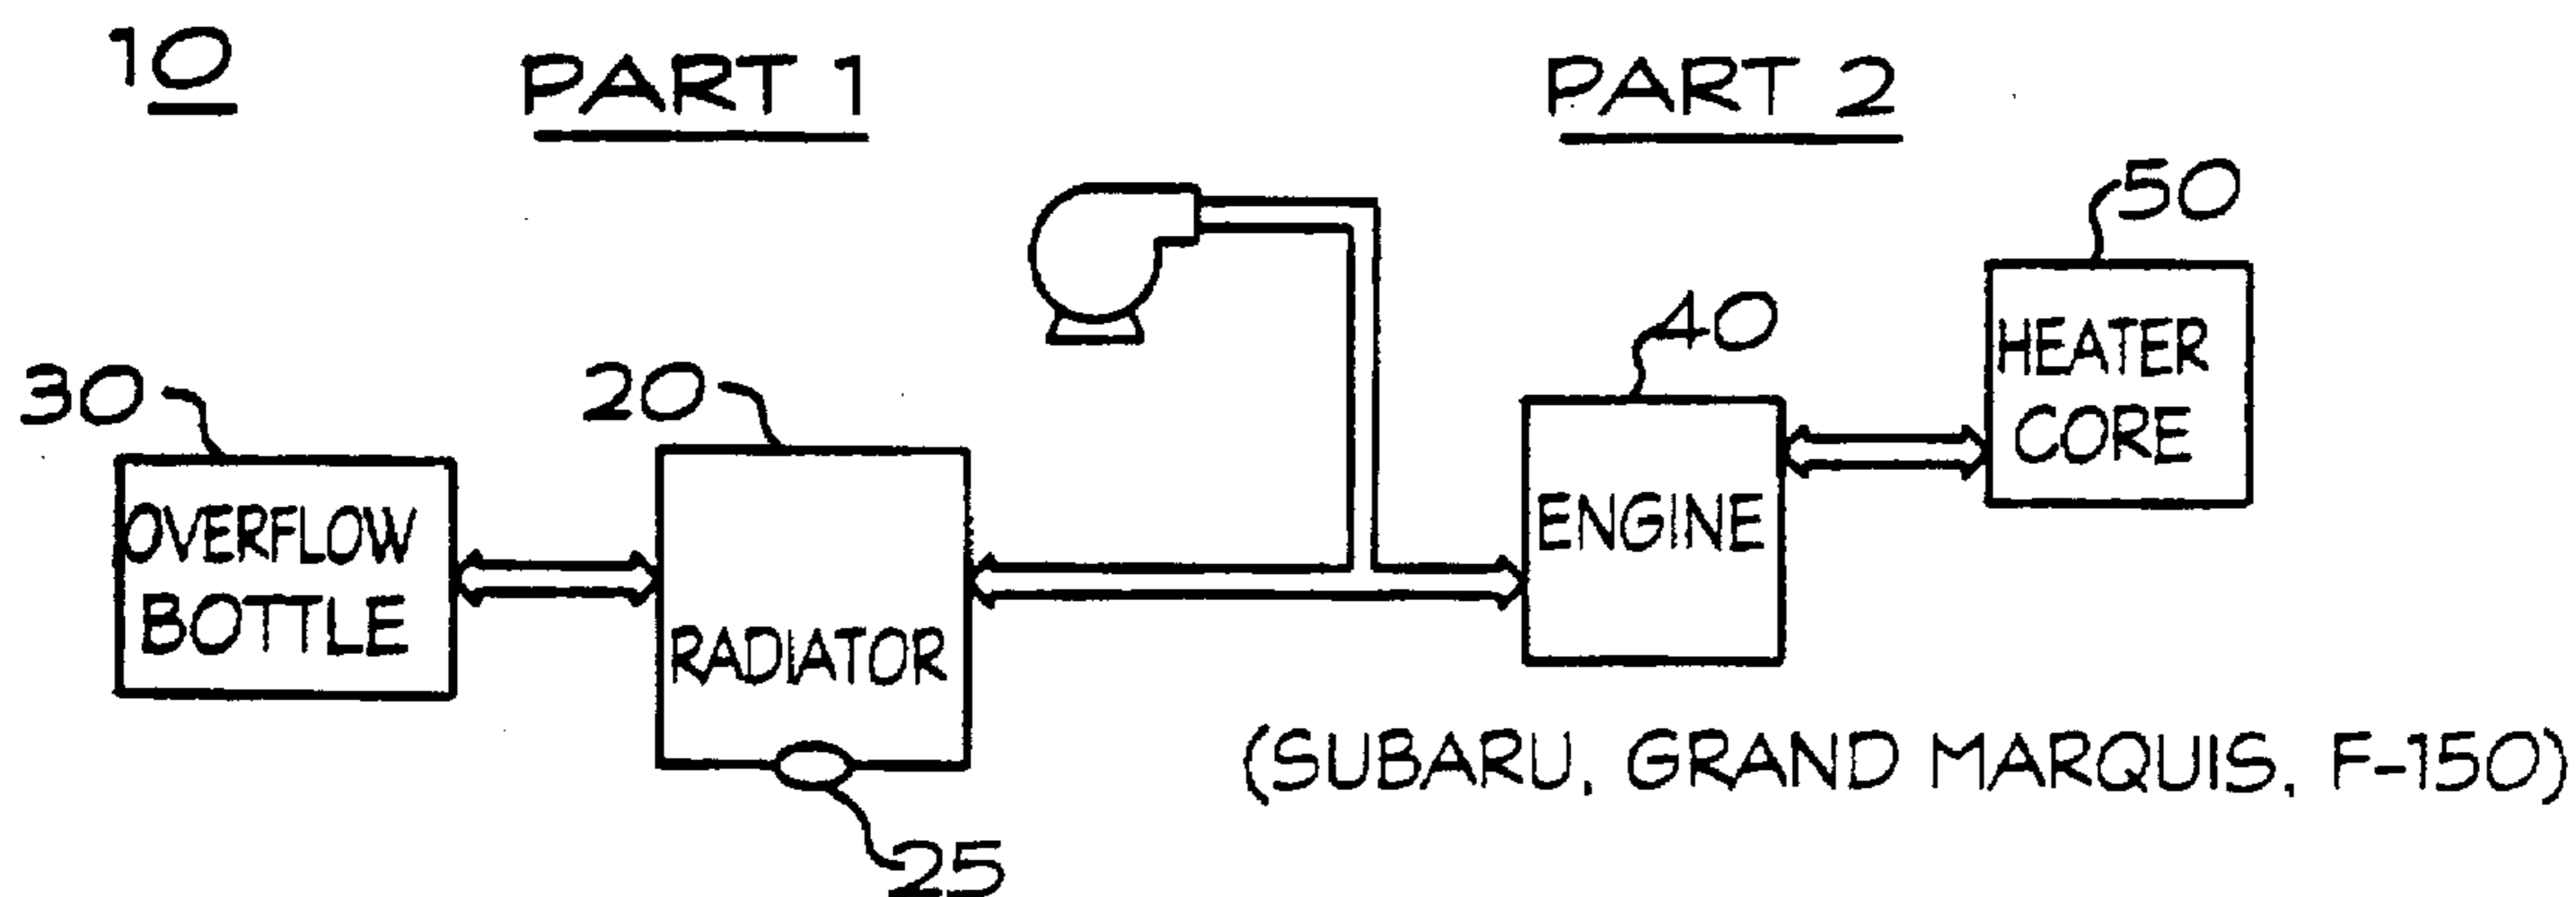 10
PART 1
PART 2
50
40
30
20
HEATER
CORE
OVERFLOW
BOTTLE
RADIATOR
ENGINE
(SUBARU, GRAND MARQUIS, F-150)
25